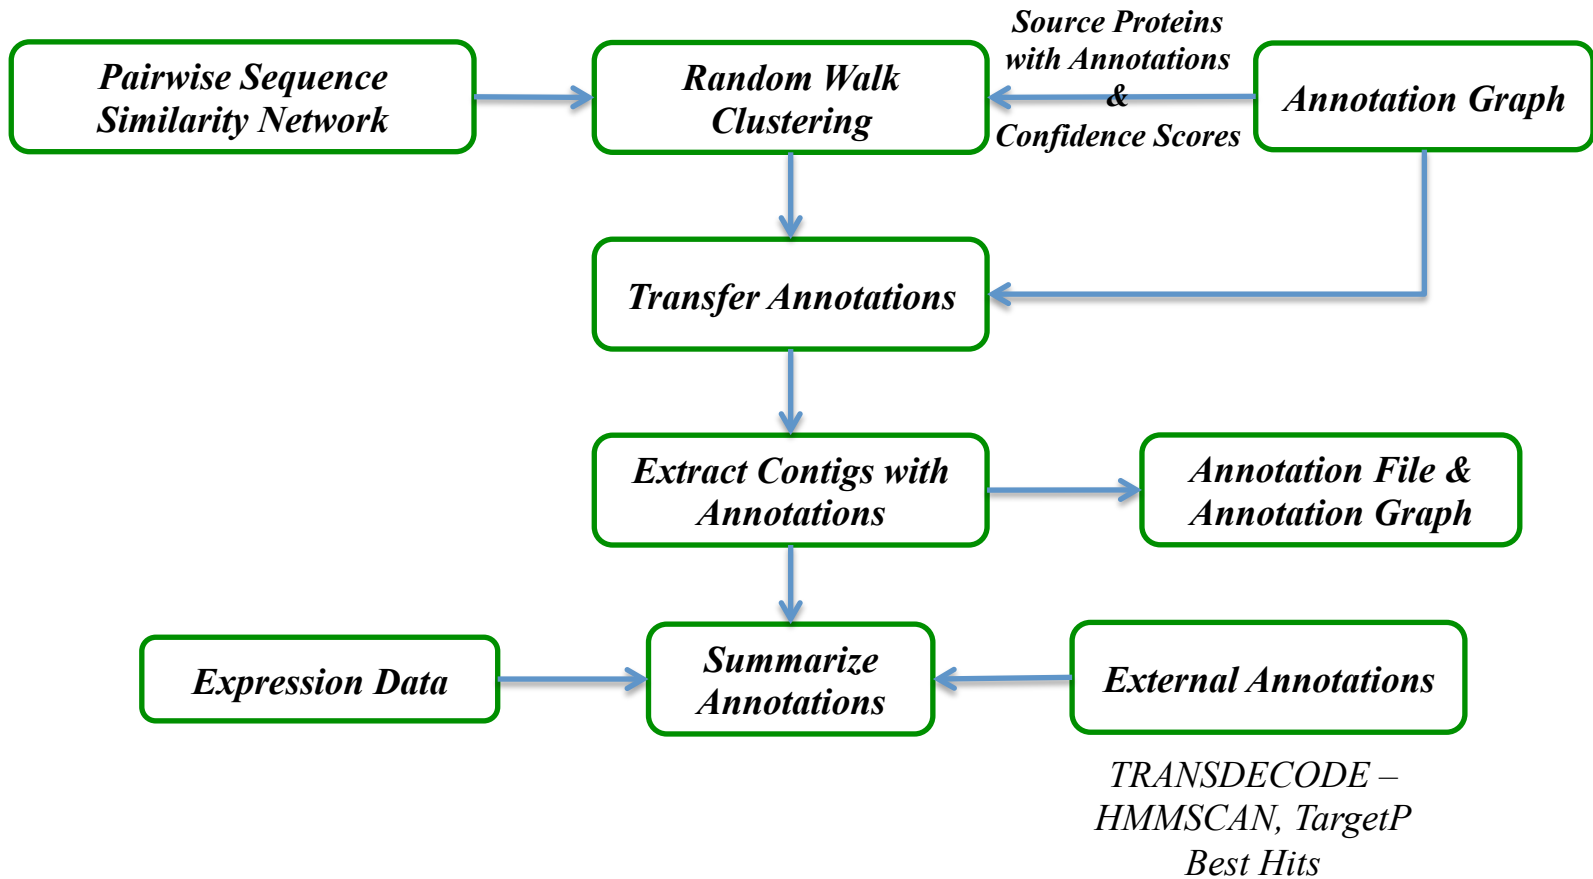 Pairwise Sequence
Similarity Network
Random Walk
Clustering
Source Proteins
with Annotations
&
Confidence Scores
Annotation Graph
Transfer Annotations
Extract Contigs with
Annotations
Annotation File &
Annotation Graph
Expression Data
Summarize
Annotations
External Annotations
TRANSDECODE –
HMMSCAN, TargetP
Best Hits